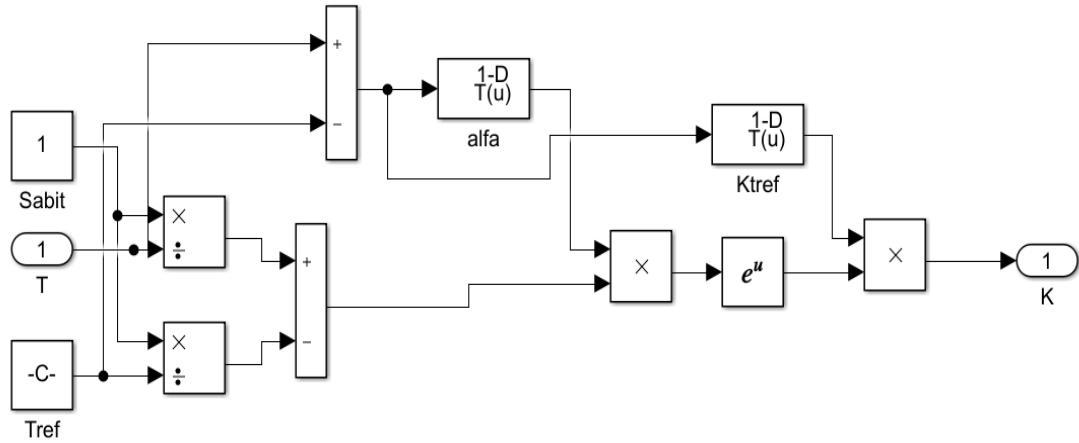 +
−
1-D
T(u)
alfa
1-D
T(u)
Ktref
1
Sabit
1
T
×
÷
+
−
×
e^u
×
1
K
×
÷
-C-
Tref